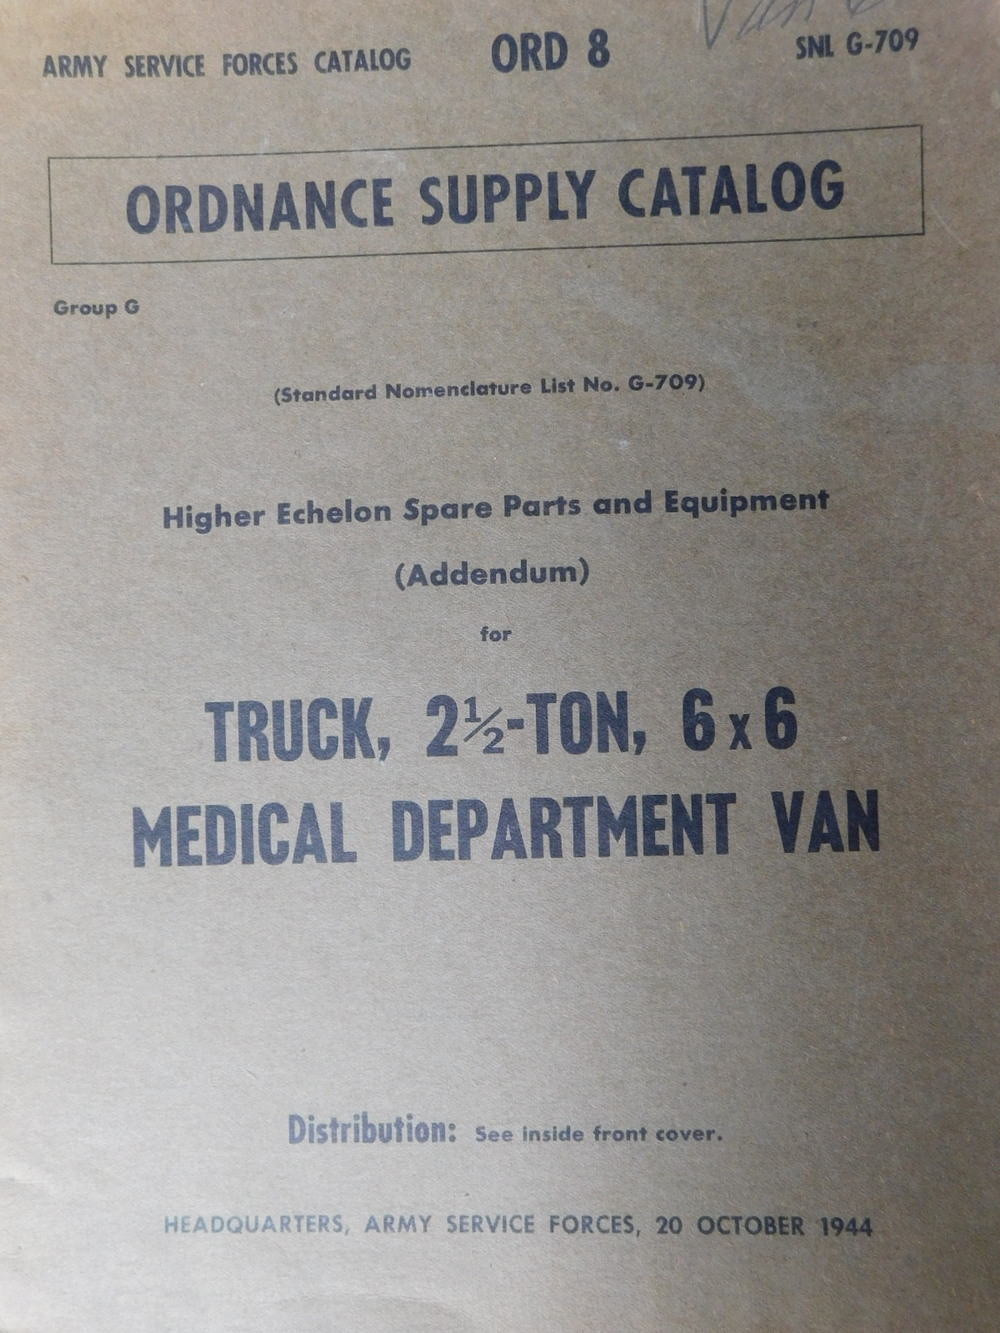 ARMY SERVICE FORCES CATALOG ORD 8 SNL G-709
ORDNANCE SUPPLY CATALOG
Group G
(Standard Nomenclature List No. G-709)
Higher Echelon Spare Parts and Equipment
(Addendum)
for
TRUCK, 2½-TON, 6 x 6
MEDICAL DEPARTMENT VAN
Distribution: See inside front cover.
HEADQUARTERS, ARMY SERVICE FORCES, 20 OCTOBER 1944